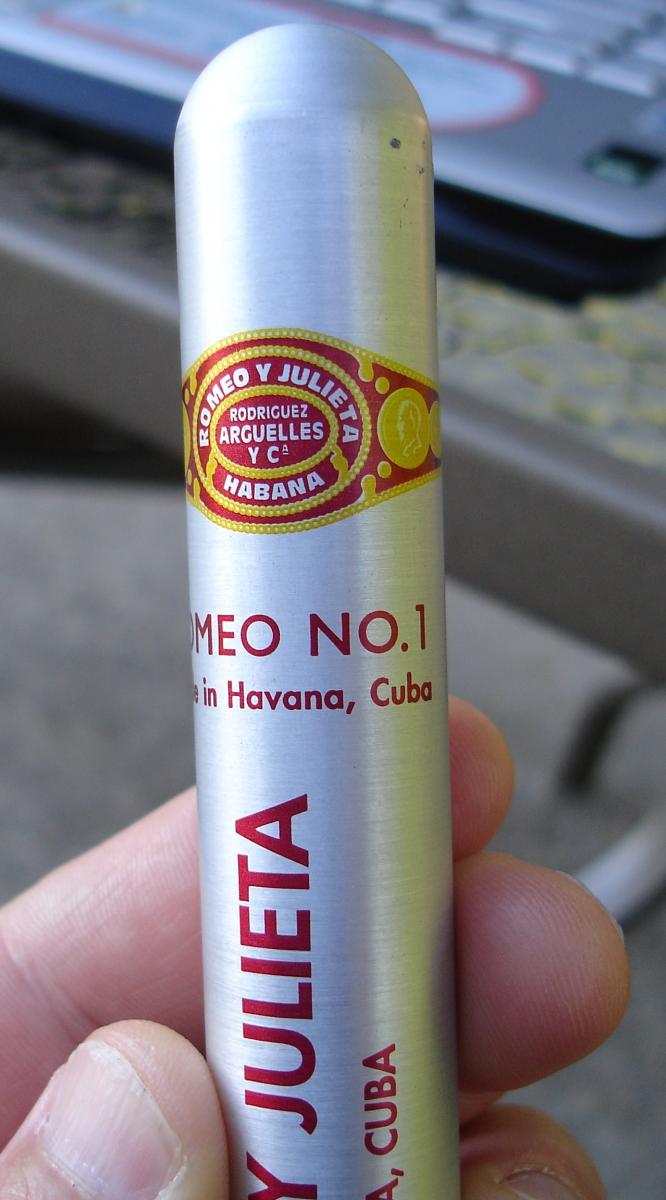 ROMEO Y JULIETA
RODRIGUEZ
ARGUELLES
Y Cª
HABANA
OMEO NO.1
e in Havana, Cuba
Y JULIETA
A, CUBA